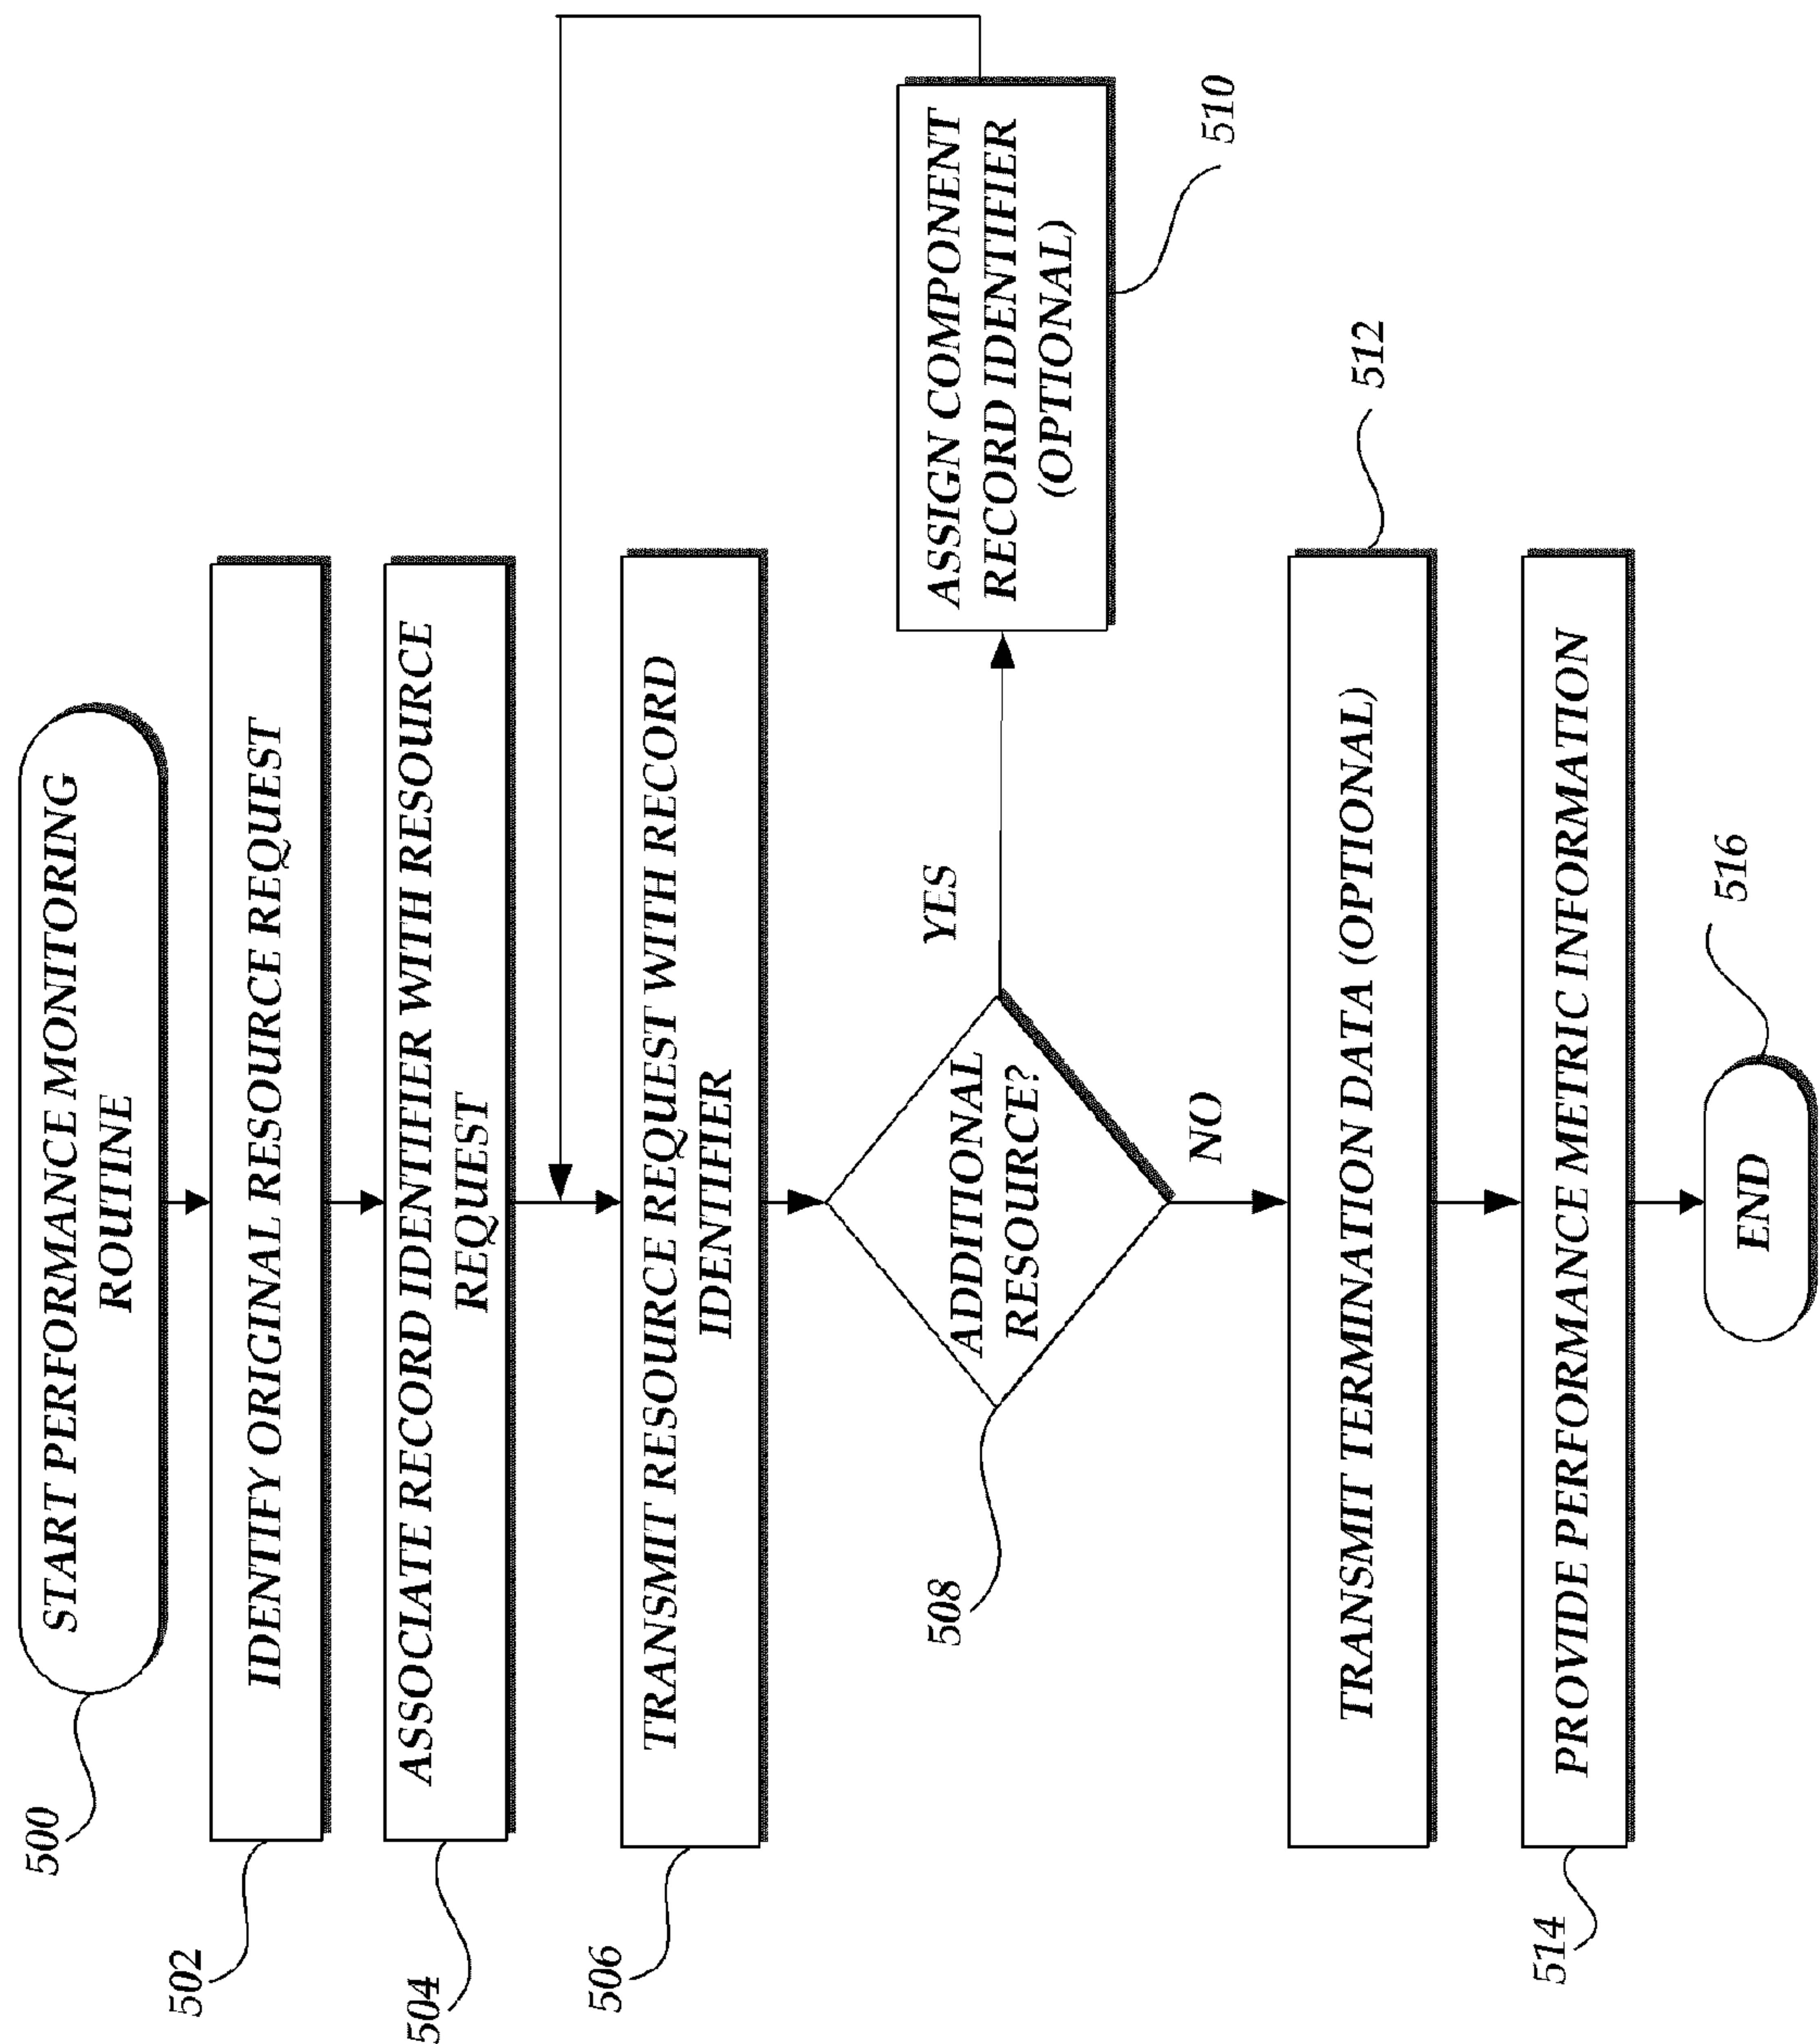 START PERFORMANCE MONITORING
ROUTINE
500
IDENTIFY ORIGINAL RESOURCE REQUEST
502
ASSOCIATE RECORD IDENTIFIER WITH RESOURCE
REQUEST
504
TRANSMIT RESOURCE REQUEST WITH RECORD
IDENTIFIER
506
ADDITIONAL
RESOURCE?
508
YES
ASSIGN COMPONENT
RECORD IDENTIFIER
(OPTIONAL)
510
NO
TRANSMIT TERMINATION DATA (OPTIONAL)
512
PROVIDE PERFORMANCE METRIC INFORMATION
514
END
516